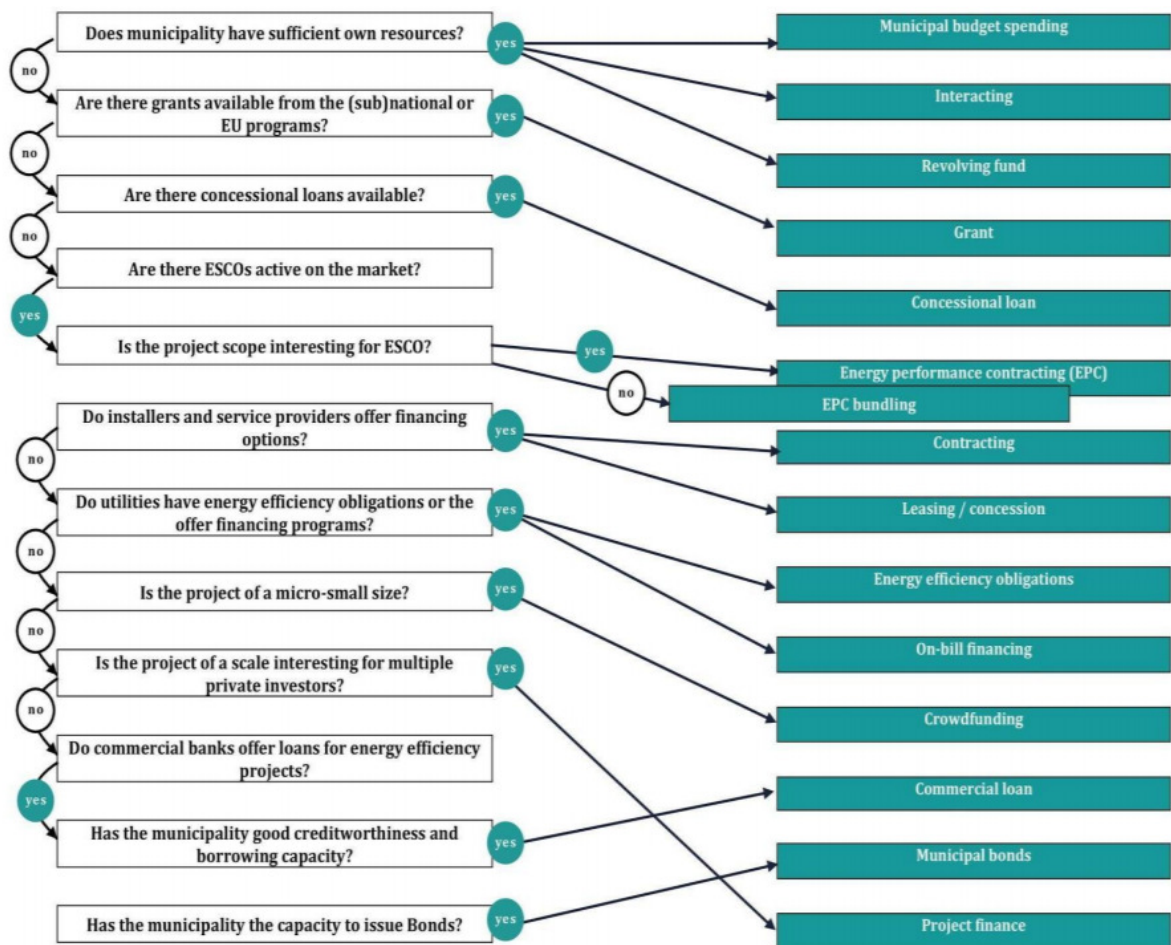 Does municipality have sufficient own resources?
yes
Municipal budget spending
no
Interacting
Are there grants available from the (sub)national or
EU programs?
yes
no
Revolving fund
Are there concessional loans available?
yes
no
Grant
Are there ESCOs active on the market?
yes
Concessional loan
Is the project scope interesting for ESCO?
yes
Energy performance contracting (EPC)
no
EPC bundling
Do installers and service providers offer financing
options?
yes
Contracting
no
Do utilities have energy efficiency obligations or the
offer financing programs?
yes
Leasing / concession
no
Energy efficiency obligations
Is the project of a micro-small size?
yes
no
On-bill financing
Is the project of a scale interesting for multiple
private investors?
yes
no
Crowdfunding
Do commercial banks offer loans for energy efficiency
projects?
yes
Commercial loan
Has the municipality good creditworthiness and
borrowing capacity?
yes
Municipal bonds
Has the municipality the capacity to issue Bonds?
yes
Project finance